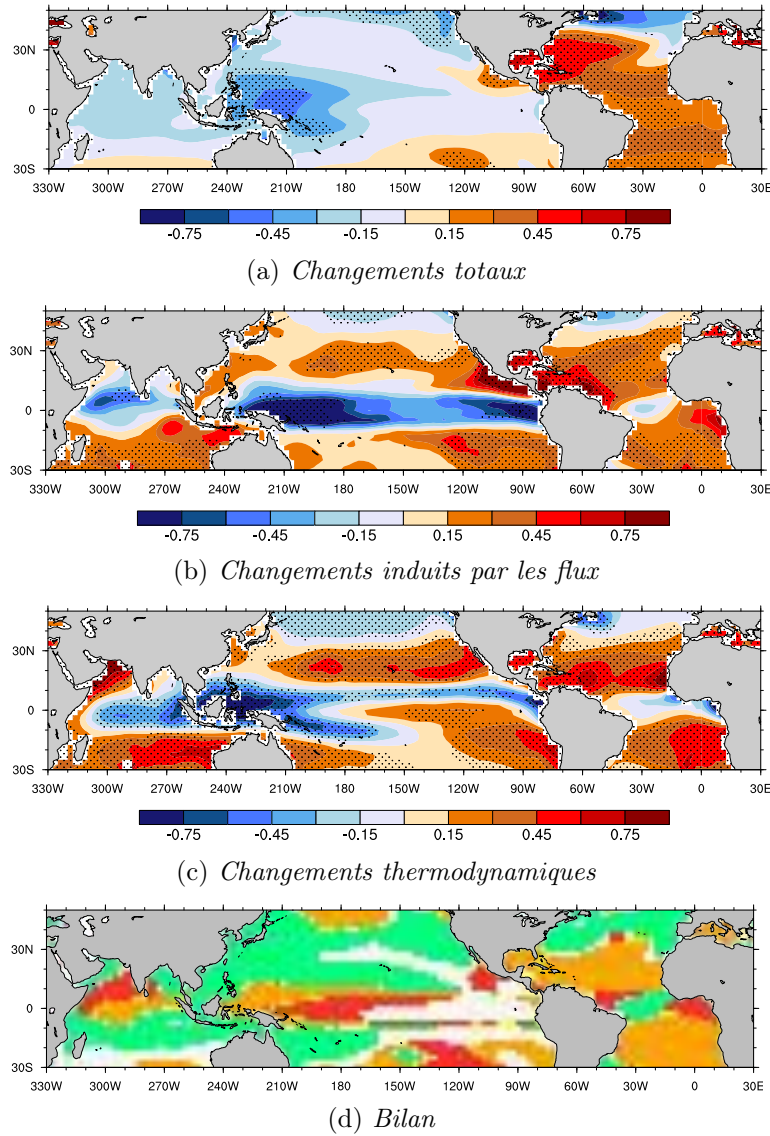 30N
0
30S
330W 300W 270W 240W 210W 180 150W 120W 90W 60W 30W 0 30E
-0.75 -0.45 -0.15 0.15 0.45 0.75
(a) Changements totaux
30N
0
30S
330W 300W 270W 240W 210W 180 150W 120W 90W 60W 30W 0 30E
-0.75 -0.45 -0.15 0.15 0.45 0.75
(b) Changements induits par les flux
30N
0
30S
330W 300W 270W 240W 210W 180 150W 120W 90W 60W 30W 0 30E
-0.75 -0.45 -0.15 0.15 0.45 0.75
(c) Changements thermodynamiques
30N
0
30S
330W 300W 270W 240W 210W 180 150W 120W 90W 60W 30W 0 30E
(d) Bilan